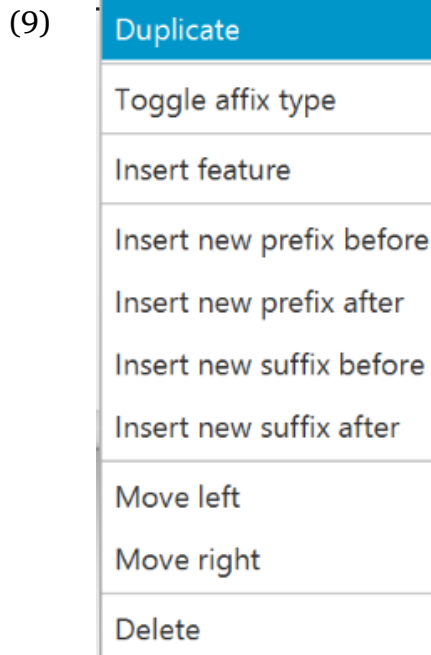 (9)
Duplicate
Toggle affix type
Insert feature
Insert new prefix before
Insert new prefix after
Insert new suffix before
Insert new suffix after
Move left
Move right
Delete